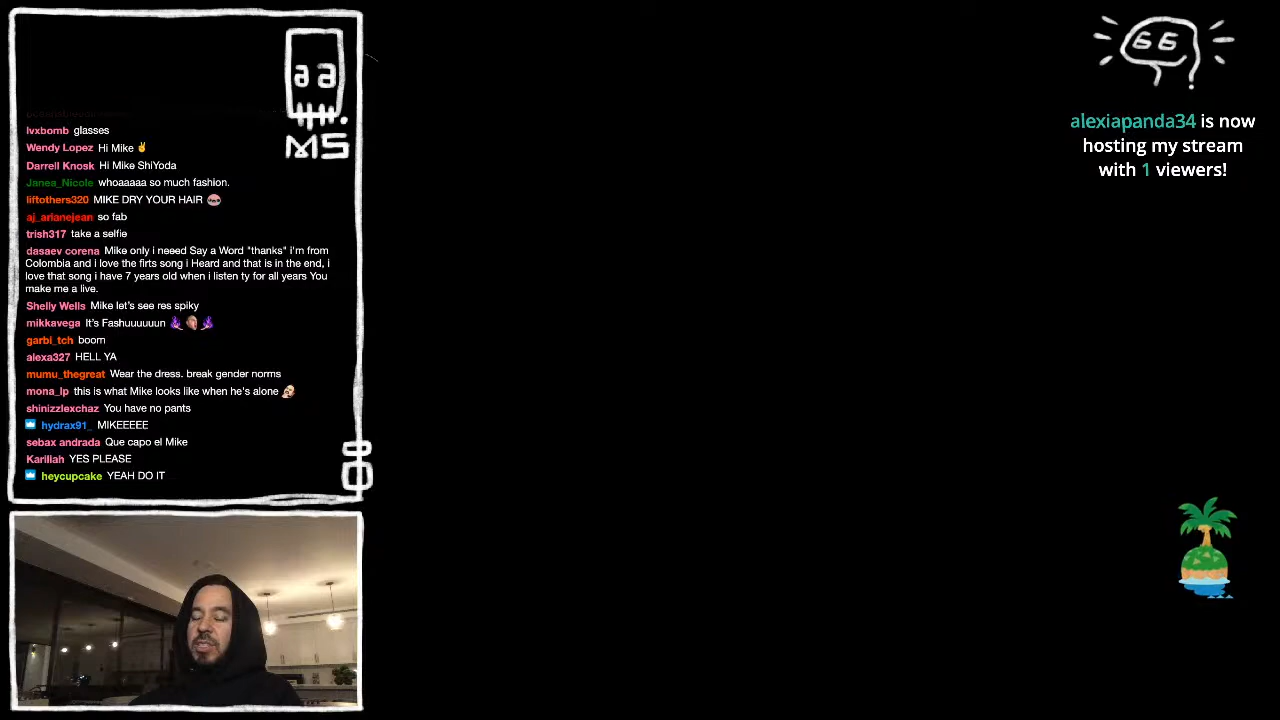 aa
MS
lvxbomb glasses
Wendy Lopez Hi Mike ✌
Darrell Knosk Hi Mike ShiYoda
Janea_Nicole whoaaaaa so much fashion.
liftothers320 MIKE DRY YOUR HAIR
aj_arianejean so fab
trish317 take a selfie
dasaev corena Mike only i neeed Say a Word "thanks" i'm from
Colombia and i love the firts song i Heard and that is in the end, i
love that song i have 7 years old when i listen ty for all years You
make me a live.
Shelly Wells Mike let's see res spiky
mikkavega It's Fashuuuuuun
garbi_tch boom
alexa327 HELL YA
mumu_thegreat Wear the dress. break gender norms
mona_lp this is what Mike looks like when he's alone
shinizzlexchaz You have no pants
hydrax91_ MIKEEEEE
sebax andrada Que capo el Mike
Kariliah YES PLEASE
heycupcake YEAH DO IT
66
alexiapanda34 is now
hosting my stream
with 1 viewers!